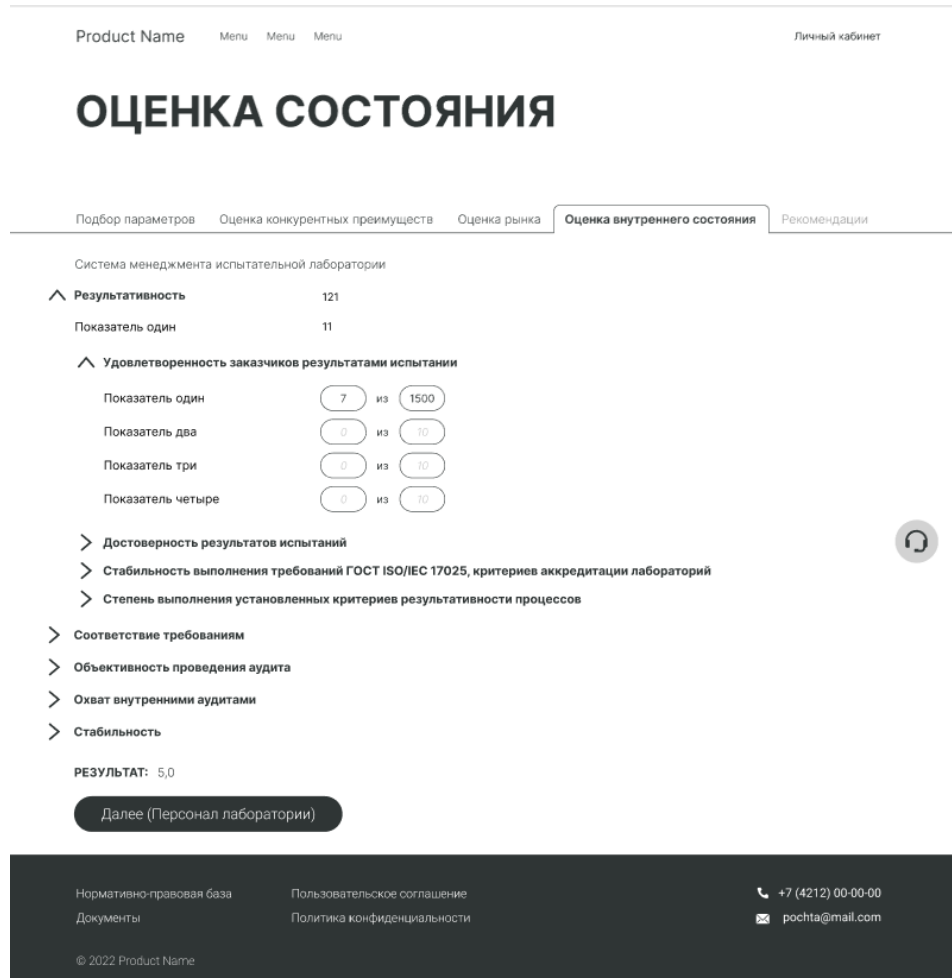 Product Name Menu Menu Menu Личный кабинет
ОЦЕНКА СОСТОЯНИЯ
Подбор параметров Оценка конкурентных преимуществ Оценка рынка Оценка внутреннего состояния Рекомендации
Система менеджмента испытательной лаборатории
Результативность 121
Показатель один 11
Удовлетворенность заказчиков результатами испытании
Показатель один 7 из 1500
Показатель два 0 из 10
Показатель три 0 из 10
Показатель четыре 0 из 10
Достоверность результатов испытаний
Стабильность выполнения требований ГОСТ ISO/IEC 17025, критериев аккредитации лабораторий
Степень выполнения установленных критериев результативности процессов
Соответствие требованиям
Объективность проведения аудита
Охват внутренними аудитами
Стабильность
РЕЗУЛЬТАТ: 5,0
Далее (Персонал лаборатории)
Нормативно-правовая база Пользовательское соглашение +7 (4212) 00-00-00
Документы Политика конфиденциальности pochta@mail.com
© 2022 Product Name